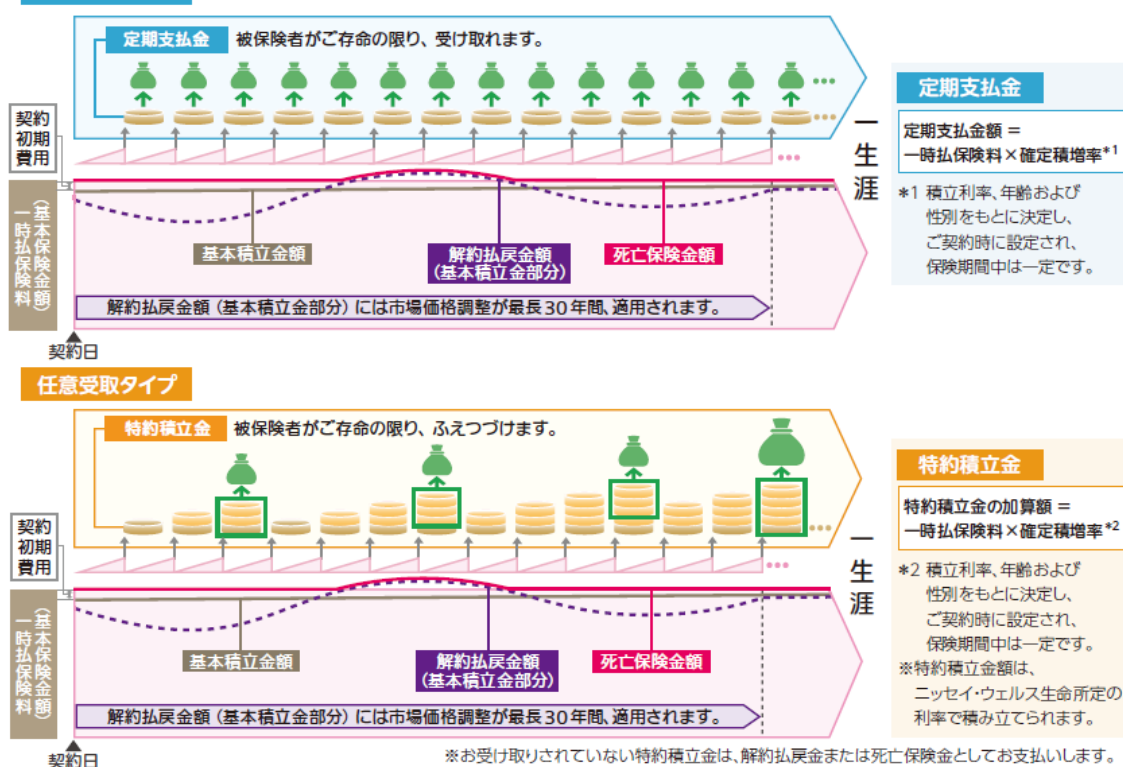 定期支払金 被保険者がご存命の限り、受け取れます。
契約
初期
費用
一時払保険料
(基本保険金額)
基本積立金額
解約払戻金額
(基本積立金部分)
死亡保険金額
解約払戻金額(基本積立金部分)には市場価格調整が最長30年間、適用されます。
契約日
一生涯
定期支払金
定期支払金額 =
一時払保険料×確定積増率*1
*1 積立利率、年齢および
性別をもとに決定し、
ご契約時に設定され、
保険期間中は一定です。
任意受取タイプ
特約積立金 被保険者がご存命の限り、ふえつづけます。
契約
初期
費用
一時払保険料
(基本保険金額)
基本積立金額
解約払戻金額
(基本積立金部分)
死亡保険金額
解約払戻金額(基本積立金部分)には市場価格調整が最長30年間、適用されます。
契約日
一生涯
特約積立金
特約積立金の加算額 =
一時払保険料×確定積増率*2
*2 積立利率、年齢および
性別をもとに決定し、
ご契約時に設定され、
保険期間中は一定です。
※特約積立金額は、
ニッセイ・ウェルス生命所定の
利率で積み立てられます。
※お受け取りされていない特約積立金は、解約払戻金または死亡保険金としてお支払いします。